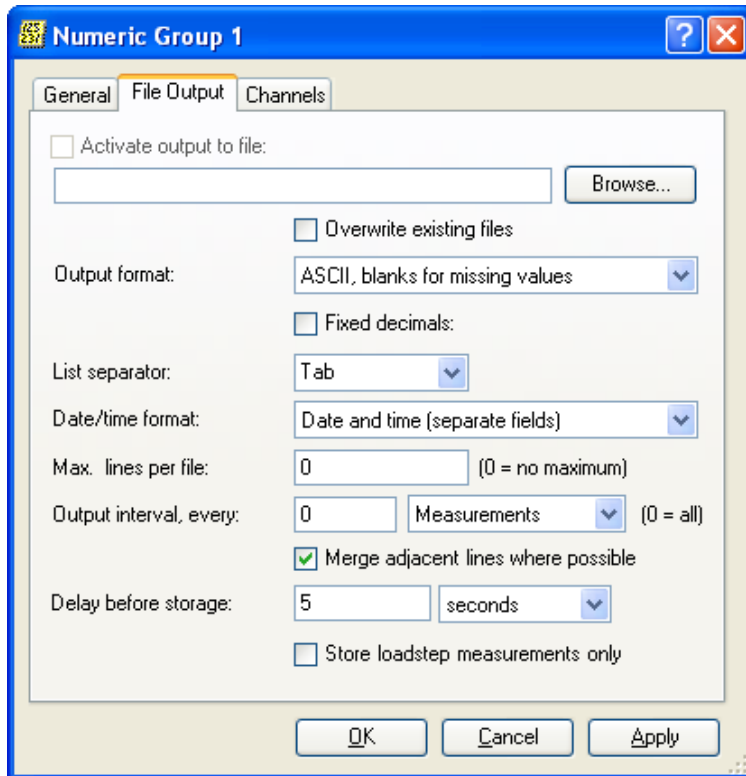 Numeric Group 1
General File Output Channels
Activate output to file:
Browse...
Overwrite existing files
Output format: ASCII, blanks for missing values
Fixed decimals:
List separator: Tab
Date/time format: Date and time (separate fields)
Max. lines per file: 0 (0 = no maximum)
Output interval, every: 0 Measurements (0 = all)
Merge adjacent lines where possible
Delay before storage: 5 seconds
Store loadstep measurements only
OK Cancel Apply